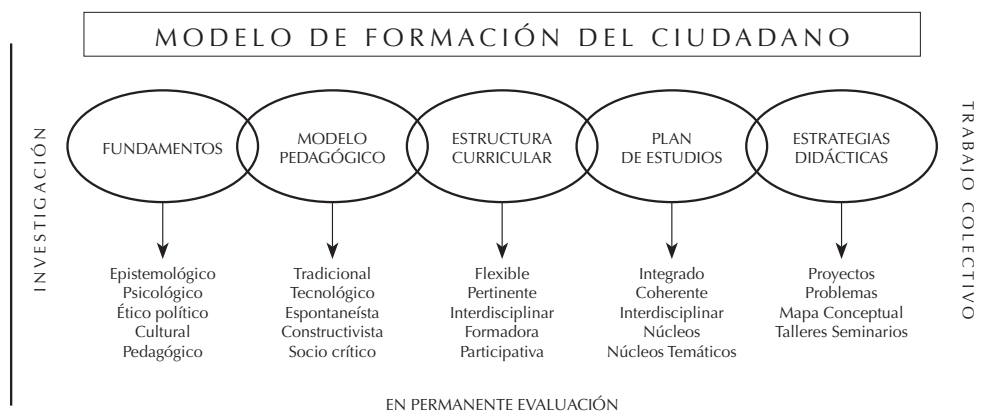 MODELO DE FORMACIÓN DEL CIUDADANO
INVESTIGACIÓN
FUNDAMENTOS
Epistemológico
Psicológico
Ético político
Cultural
Pedagógico
MODELO
PEDAGÓGICO
Tradicional
Tecnológico
Espontaneísta
Constructivista
Socio crítico
ESTRUCTURA
CURRICULAR
Flexible
Pertinente
Interdisciplinar
Formadora
Participativa
PLAN
DE ESTUDIOS
Integrado
Coherente
Interdisciplinar
Núcleos
Núcleos Temáticos
ESTRATEGIAS
DIDÁCTICAS
Proyectos
Problemas
Mapa Conceptual
Talleres Seminarios
TRABAJO COLECTIVO
EN PERMANENTE EVALUACIÓN